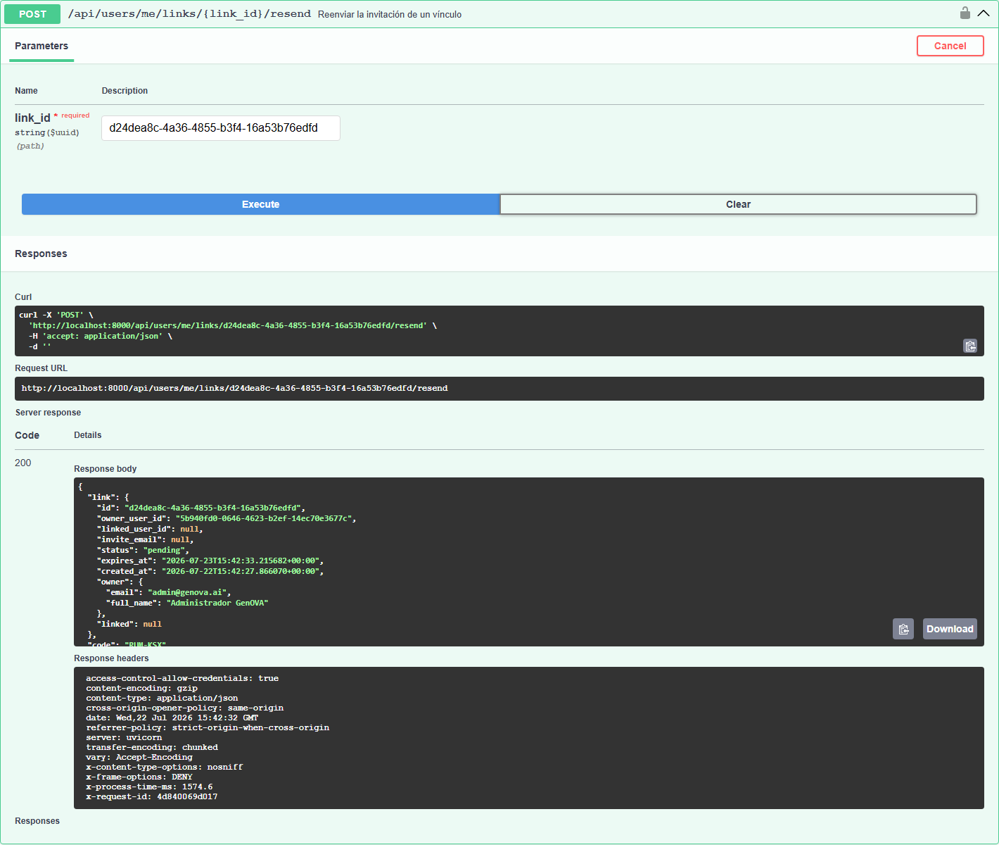 POST /api/users/me/links/{link_id}/resend Reenviar la invitación de un vínculo
Parameters
Cancel
Name Description
link_id * required
string($uuid)
(path)
d24dea8c-4a36-4855-b3f4-16a53b76edfd
Execute
Clear
Responses
Curl
curl -X 'POST' \
'http://localhost:8000/api/users/me/links/d24dea8c-4a36-4855-b3f4-16a53b76edfd/resend' \
-H 'accept: application/json' \
-d ''
Request URL
http://localhost:8000/api/users/me/links/d24dea8c-4a36-4855-b3f4-16a53b76edfd/resend
Server response
Code Details
200
Response body
{
"link": {
"id": "d24dea8c-4a36-4855-b3f4-16a53b76edfd",
"owner_user_id": "5b940fd0-0646-4623-b2ef-14ec70e3677c",
"linked_user_id": null,
"invite_email": null,
"status": "pending",
"expires_at": "2026-07-23T15:42:33.215682+00:00",
"created_at": "2026-07-22T15:42:27.866070+00:00",
"owner": {
"email": "admin@genova.ai",
"full_name": "Administrador GenOVA"
},
"linked": null
},
"code": "RUM-KSX"
Download
Response headers
access-control-allow-credentials: true
content-encoding: gzip
content-type: application/json
cross-origin-opener-policy: same-origin
date: Wed,22 Jul 2026 15:42:32 GMT
referrer-policy: strict-origin-when-cross-origin
server: uvicorn
transfer-encoding: chunked
vary: Accept-Encoding
x-content-type-options: nosniff
x-frame-options: DENY
x-process-time-ms: 1574.6
x-request-id: 4d840069d017
Responses